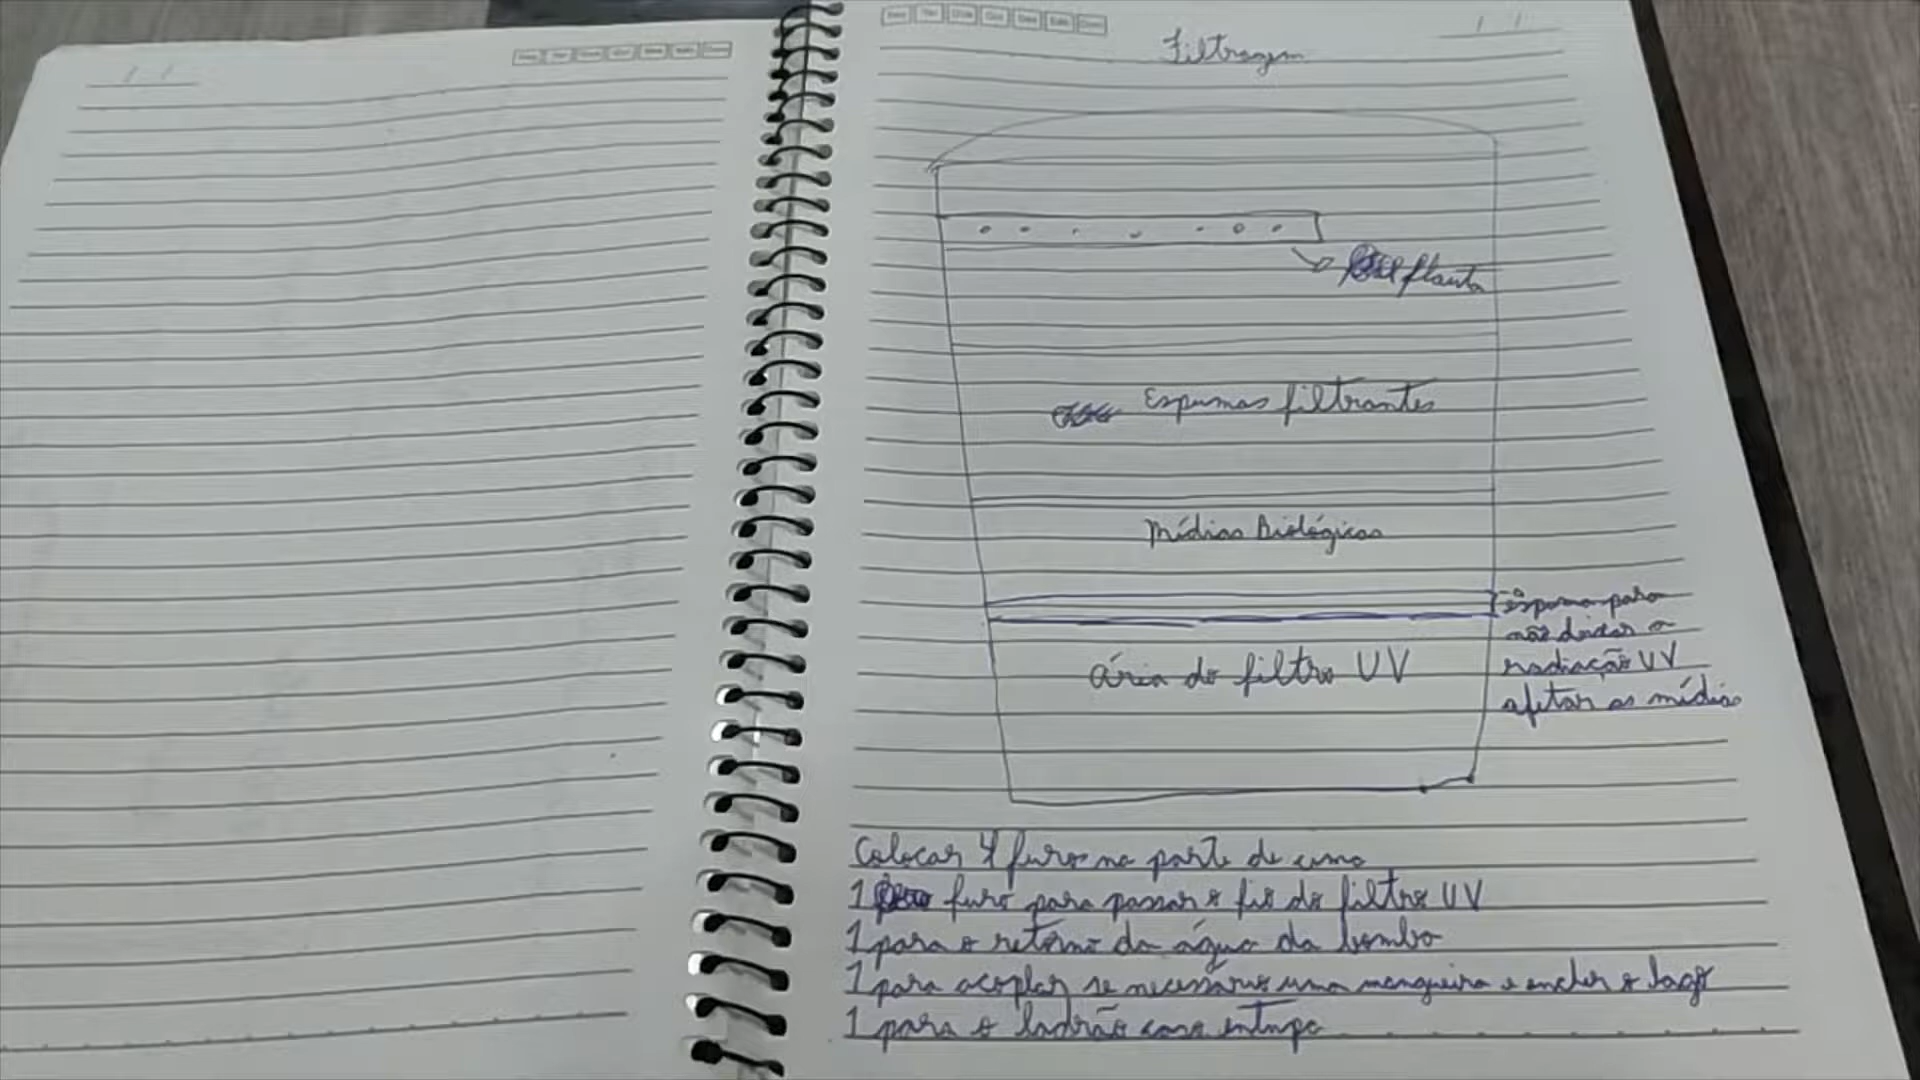 Filtragem
flauta
Espumas filtrantes
Mídias Biológicas
espuma para
não deixar a
radiação UV
afetar as mídias
área do filtro UV
Colocar 4 furos na parte de cima
1 furo para passar o fio do filtro UV
1 para o retorno da água da bomba
1 para acoplar se necessário uma mangueira e encher o lago
1 para o ladrão caso entupa